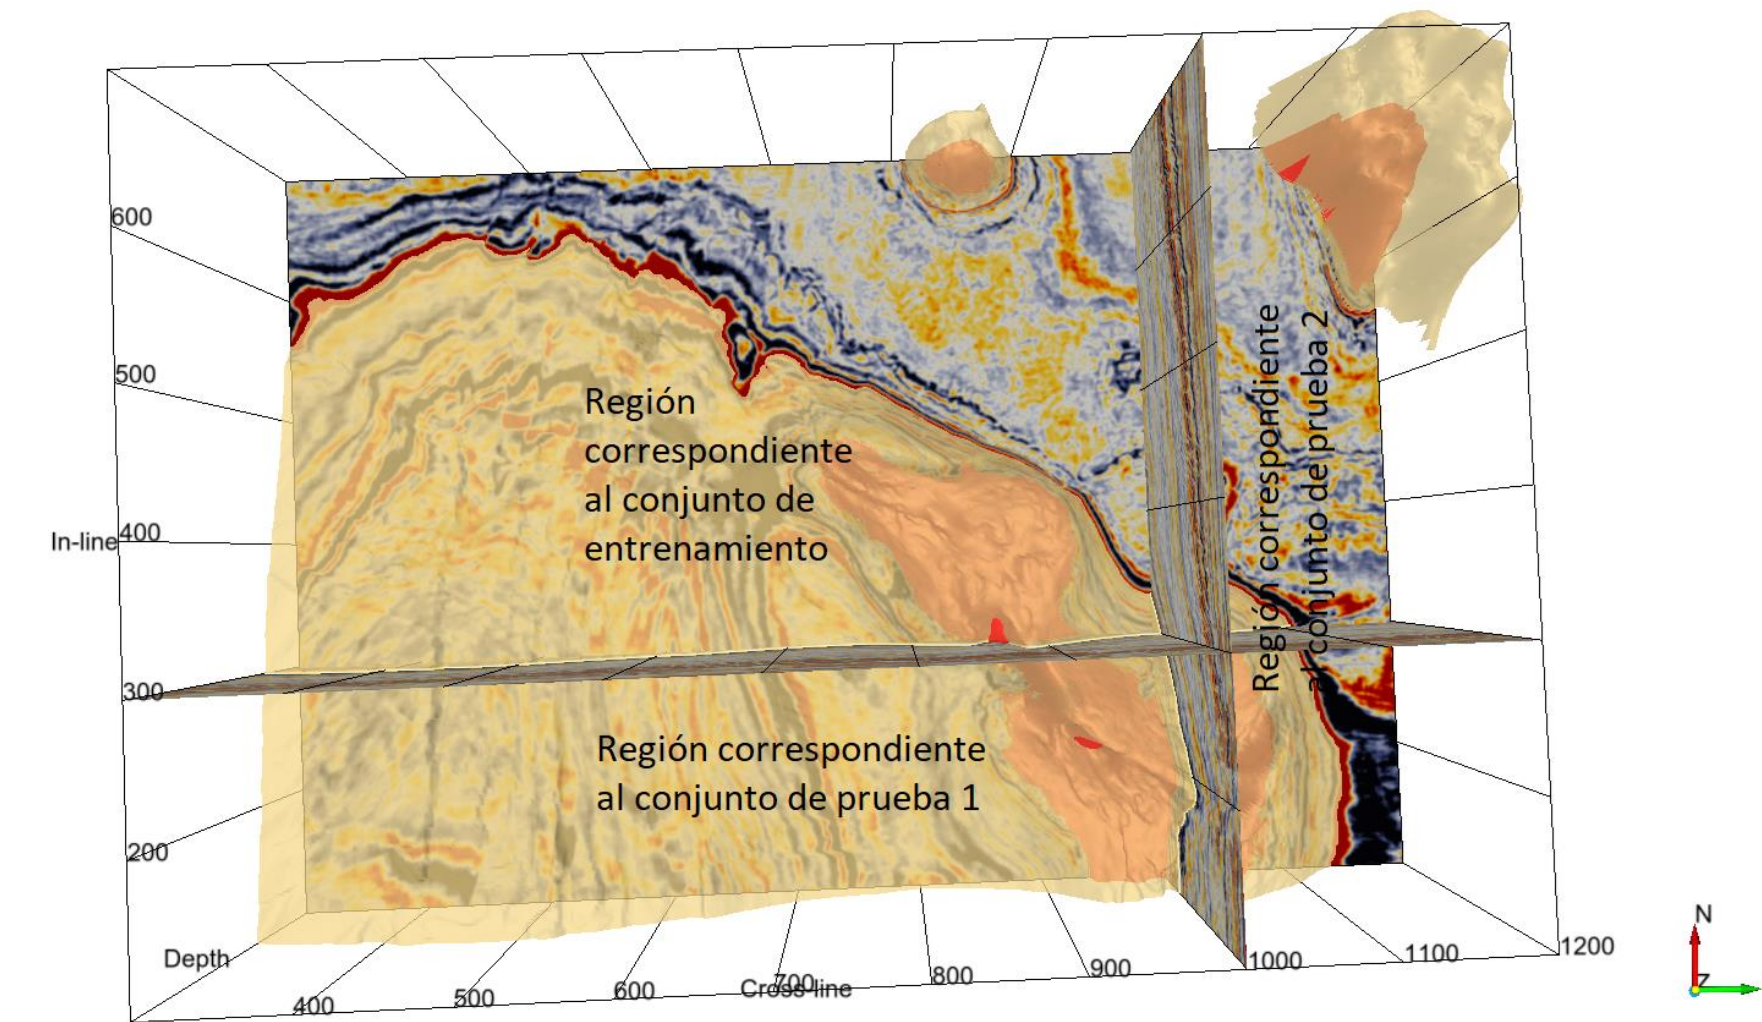 600
500
In-line
400
300
200
Región
correspondiente
al conjunto de
entrenamiento
Región correspondiente
al conjunto de prueba 1
Región correspondiente
al conjunto de prueba 2
Depth
400
500
600
700
Cross-line
800
900
1000
1100
1200
N
Z